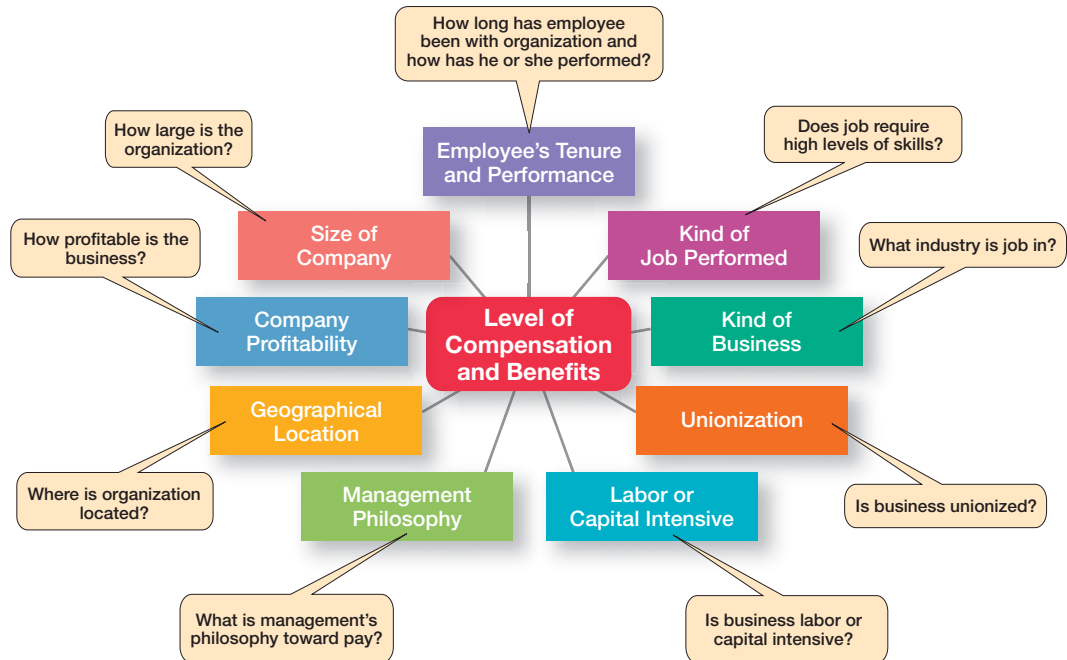 How long has employee
been with organization and
how has he or she performed?
Employee's Tenure
and Performance
How large is the
organization?
Size of
Company
Does job require
high levels of skills?
Kind of
Job Performed
How profitable is the
business?
Company
Profitability
What industry is job in?
Kind of
Business
Level of
Compensation
and Benefits
Geographical
Location
Where is organization
located?
Unionization
Is business unionized?
Management
Philosophy
What is management's
philosophy toward pay?
Labor or
Capital Intensive
Is business labor or
capital intensive?